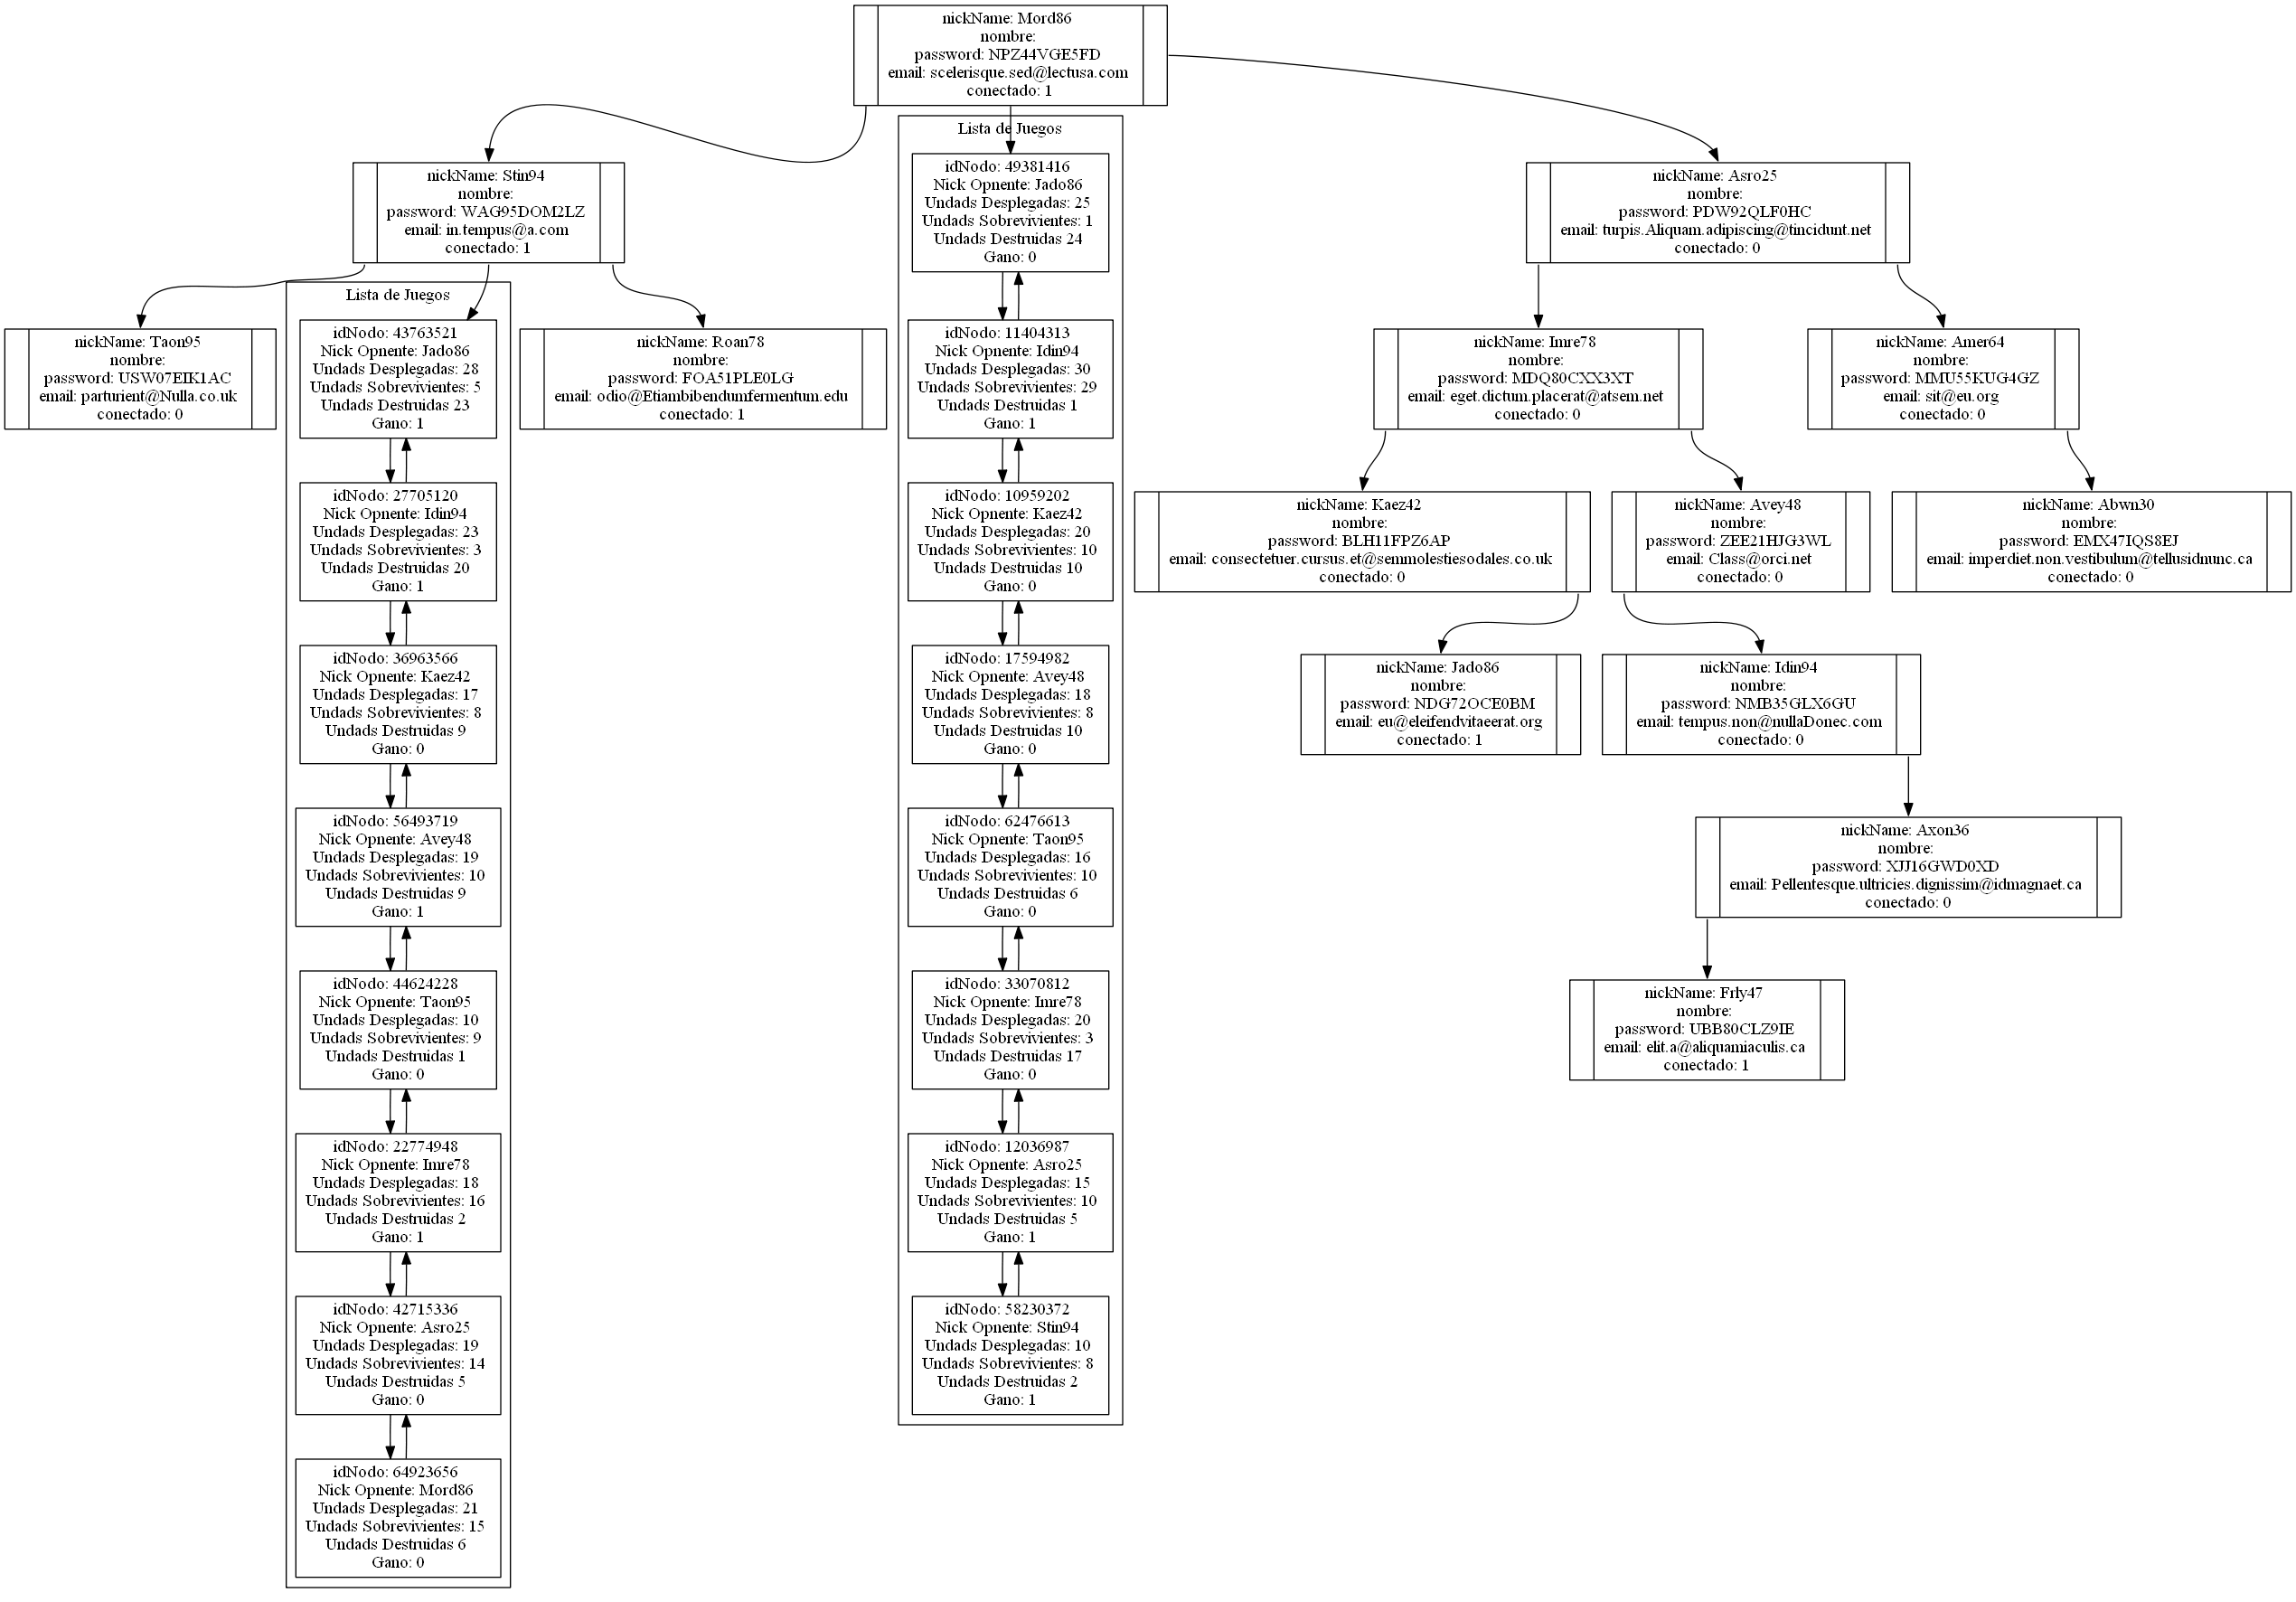 nickName: Mord86
nombre:
password: NPZ44VGE5FD
email: scelerisque.sed@lectusa.com
conectado: 1
nickName: Stin94
nombre:
password: WAG95DOM2LZ
email: in.tempus@a.com
conectado: 1
nickName: Taon95
nombre:
password: USW07EIK1AC
email: parturient@Nulla.co.uk
conectado: 0
Lista de Juegos
idNodo: 43763521
Nick Opnente: Jado86
Undads Desplegadas: 28
Undads Sobrevivientes: 5
Undads Destruidas 23
Gano: 1
idNodo: 27705120
Nick Opnente: Idin94
Undads Desplegadas: 23
Undads Sobrevivientes: 3
Undads Destruidas 20
Gano: 1
idNodo: 36963566
Nick Opnente: Kaez42
Undads Desplegadas: 17
Undads Sobrevivientes: 8
Undads Destruidas 9
Gano: 0
idNodo: 56493719
Nick Opnente: Avey48
Undads Desplegadas: 19
Undads Sobrevivientes: 10
Undads Destruidas 9
Gano: 1
idNodo: 44624228
Nick Opnente: Taon95
Undads Desplegadas: 10
Undads Sobrevivientes: 9
Undads Destruidas 1
Gano: 0
idNodo: 22774948
Nick Opnente: Imre78
Undads Desplegadas: 18
Undads Sobrevivientes: 16
Undads Destruidas 2
Gano: 1
idNodo: 42715336
Nick Opnente: Asro25
Undads Desplegadas: 19
Undads Sobrevivientes: 14
Undads Destruidas 5
Gano: 0
idNodo: 64923656
Nick Opnente: Mord86
Undads Desplegadas: 21
Undads Sobrevivientes: 15
Undads Destruidas 6
Gano: 0
nickName: Roan78
nombre:
password: FOA51PLE0LG
email: odio@Etiambibendumfermentum.edu
conectado: 1
Lista de Juegos
idNodo: 49381416
Nick Opnente: Jado86
Undads Desplegadas: 25
Undads Sobrevivientes: 1
Undads Destruidas 24
Gano: 0
idNodo: 11404313
Nick Opnente: Idin94
Undads Desplegadas: 30
Undads Sobrevivientes: 29
Undads Destruidas 1
Gano: 1
idNodo: 10959202
Nick Opnente: Kaez42
Undads Desplegadas: 20
Undads Sobrevivientes: 10
Undads Destruidas 10
Gano: 0
idNodo: 17594982
Nick Opnente: Avey48
Undads Desplegadas: 18
Undads Sobrevivientes: 8
Undads Destruidas 10
Gano: 0
idNodo: 62476613
Nick Opnente: Taon95
Undads Desplegadas: 16
Undads Sobrevivientes: 10
Undads Destruidas 6
Gano: 0
idNodo: 33070812
Nick Opnente: Imre78
Undads Desplegadas: 20
Undads Sobrevivientes: 3
Undads Destruidas 17
Gano: 0
idNodo: 12036987
Nick Opnente: Asro25
Undads Desplegadas: 15
Undads Sobrevivientes: 10
Undads Destruidas 5
Gano: 1
idNodo: 58230372
Nick Opnente: Stin94
Undads Desplegadas: 10
Undads Sobrevivientes: 8
Undads Destruidas 2
Gano: 1
nickName: Asro25
nombre:
password: PDW92QLF0HC
email: turpis.Aliquam.adipiscing@tincidunt.net
conectado: 0
nickName: Imre78
nombre:
password: MDQ80CXX3XT
email: eget.dictum.placerat@atsem.net
conectado: 0
nickName: Amer64
nombre:
password: MMU55KUG4GZ
email: sit@eu.org
conectado: 0
nickName: Kaez42
nombre:
password: BLH11FPZ6AP
email: consectetuer.cursus.et@semmolestiesodales.co.uk
conectado: 0
nickName: Avey48
nombre:
password: ZEE21HJG3WL
email: Class@orci.net
conectado: 0
nickName: Abwn30
nombre:
password: EMX47IQS8EJ
email: imperdiet.non.vestibulum@tellusidnunc.ca
conectado: 0
nickName: Jado86
nombre:
password: NDG72OCE0BM
email: eu@eleifendvitaeerat.org
conectado: 1
nickName: Idin94
nombre:
password: NMB35GLX6GU
email: tempus.non@nullaDonec.com
conectado: 0
nickName: Axon36
nombre:
password: XJJ16GWD0XD
email: Pellentesque.ultricies.dignissim@idmagnaet.ca
conectado: 0
nickName: Frly47
nombre:
password: UBB80CLZ9IE
email: elit.a@aliquamiaculis.ca
conectado: 1